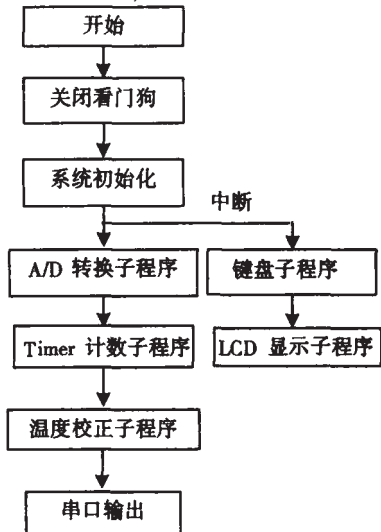 开始
关闭看门狗
系统初始化
中断
A/D 转换子程序
键盘子程序
Timer 计数子程序
LCD 显示子程序
温度校正子程序
串口输出